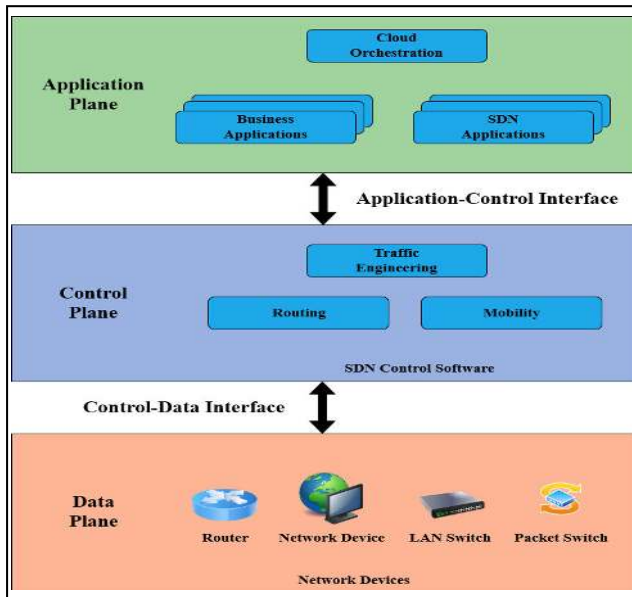 Cloud
Orchestration
Application
Plane
Business
Applications
SDN
Applications
Application-Control Interface
Traffic
Engineering
Control
Plane
Routing
Mobility
SDN Control Software
Control-Data Interface
Data
Plane
Router
Network Device
LAN Switch
Packet Switch
Network Devices